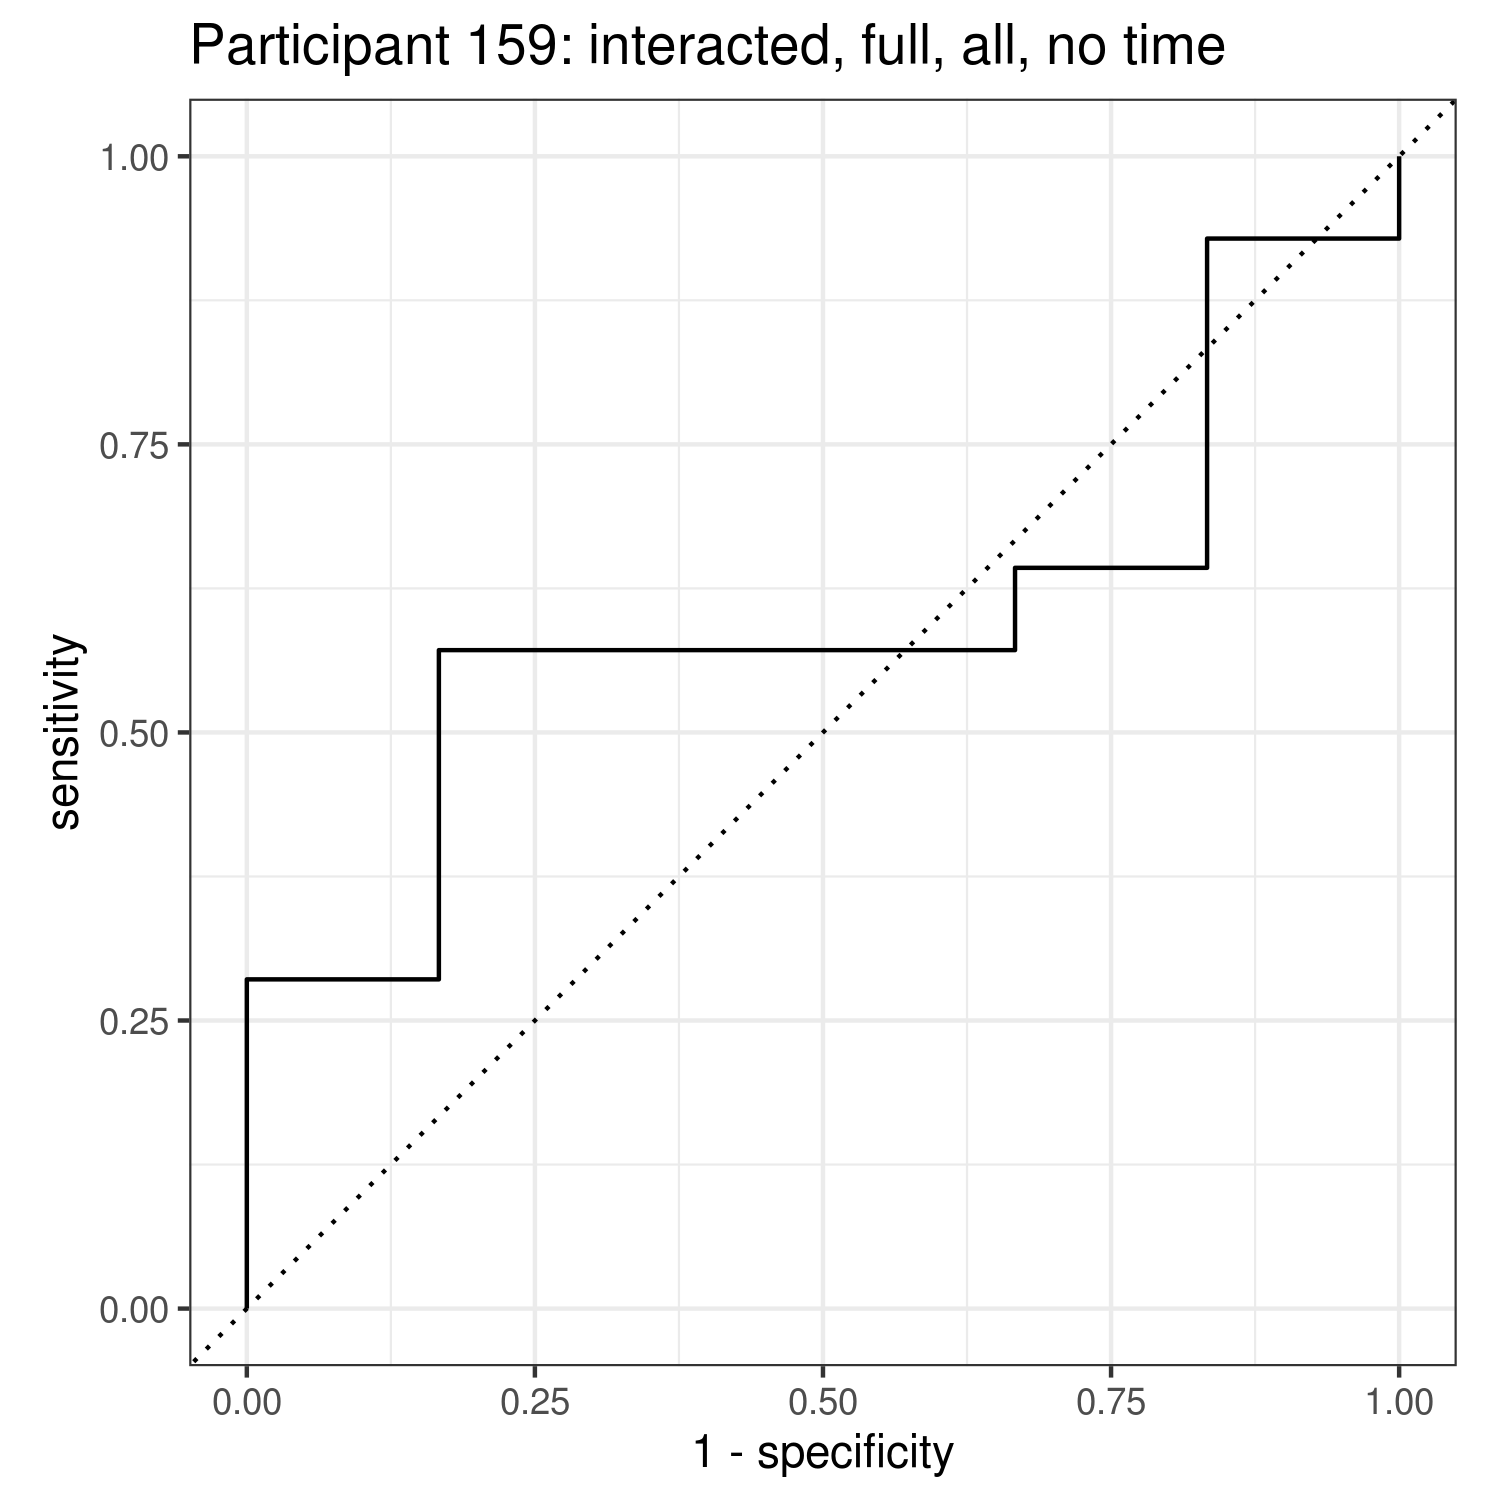 Participant 159: interacted, full, all, no time
1.00
0.75
0.50
0.25
0.00
sensitivity
0.00 0.25 0.50 0.75 1.00
1 - specificity